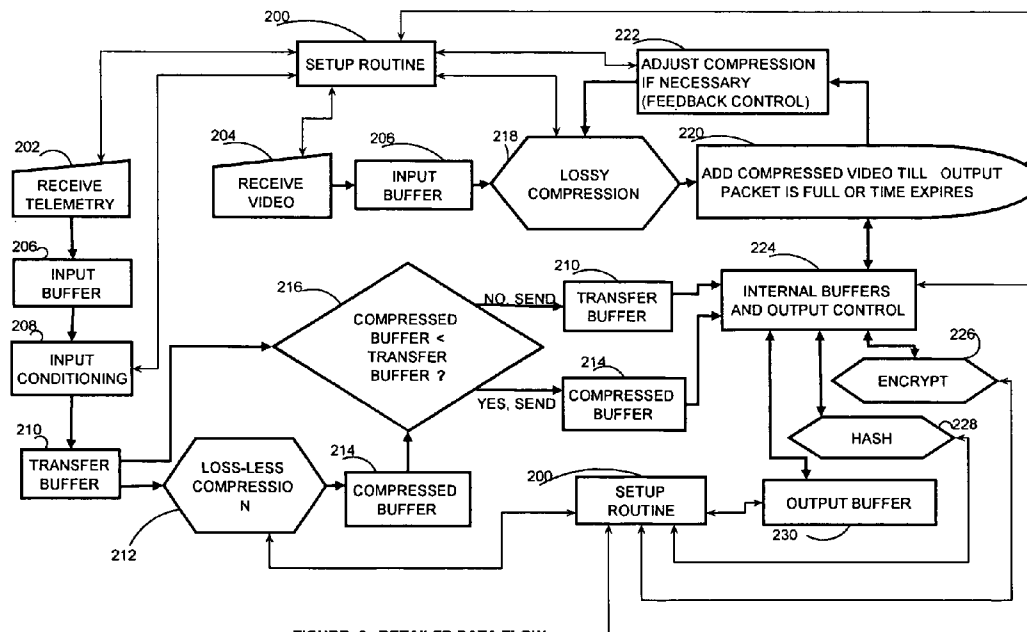 200
SETUP ROUTINE
222
ADJUST COMPRESSION
IF NECESSARY
(FEEDBACK CONTROL)
202
RECEIVE
TELEMETRY
204
RECEIVE
VIDEO
206
INPUT
BUFFER
218
LOSSY
COMPRESSION
220
ADD COMPRESSED VIDEO TILL OUTPUT
PACKET IS FULL OR TIME EXPIRES
206
INPUT
BUFFER
208
INPUT
CONDITIONING
210
TRANSFER
BUFFER
216
COMPRESSED
BUFFER <
TRANSFER
BUFFER ?
NO, SEND
210
TRANSFER
BUFFER
YES, SEND
214
COMPRESSED
BUFFER
224
INTERNAL BUFFERS
AND OUTPUT CONTROL
226
ENCRYPT
228
HASH
LOSS-LESS
COMPRESSIO
N
212
214
COMPRESSED
BUFFER
200
SETUP
ROUTINE
OUTPUT BUFFER
230